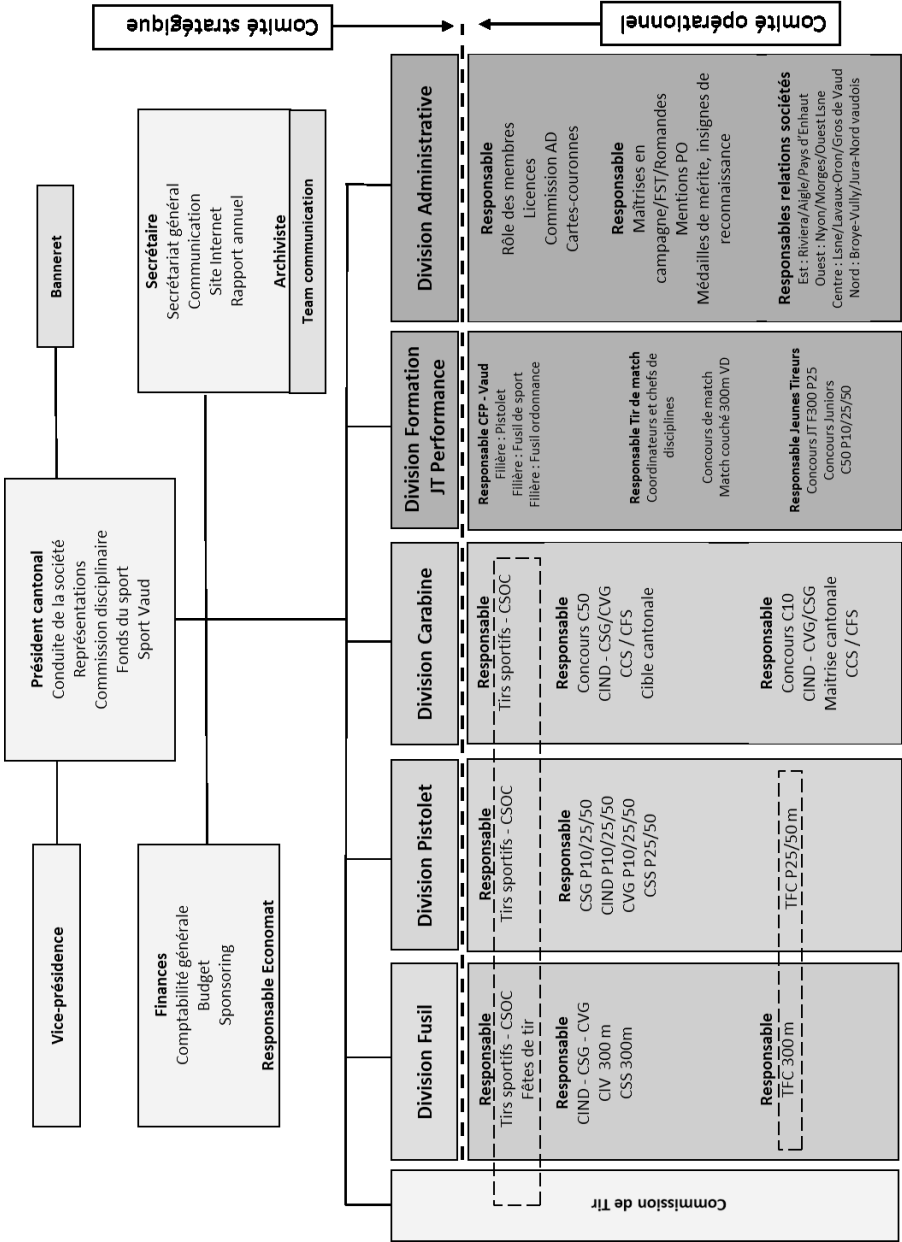 Vice-présidence
Président cantonal
Conduite de la société
Représentations
Commission disciplinaire
Fonds du sport
Sport Vaud
Banneret
Finances
Comptabilité générale
Budget
Sponsoring
Responsable Economat
Secrétaire
Secrétariat général
Communication
Site Internet
Rapport annuel
Archiviste
Team communication
Comité stratégique
Comité opérationnel
Commission de Tir
Division Fusil
Responsable
Tirs sportifs - CSOC
Fêtes de tir
Responsable
CIND - CSG - CVG
CIV 300 m
CSS 300m
Responsable
TFC 300 m
Division Pistolet
Responsable
Tirs sportifs - CSOC
Responsable
CSG P10/25/50
CIND P10/25/50
CVG P10/25/50
CSS P25/50
TFC P25/50 m
Division Carabine
Responsable
Tirs sportifs - CSOC
Responsable
Concours C50
CIND - CSG/CVG
CCS / CFS
Cible cantonale
Responsable
Concours C10
CIND - CVG/CSG
Maitrise cantonale
CCS / CFS
Division Formation
JT Performance
Responsable CFP - Vaud
Filière : Pistolet
Filière : Fusil de sport
Filière : Fusil ordonnance
Responsable Tir de match
Coordinateurs et chefs de
disciplines
Concours de match
Match couché 300m VD
Responsable Jeunes Tireurs
Concours JT F300 P25
Concours Juniors
C50 P10/25/50
Division Administrative
Responsable
Rôle des membres
Licences
Commission AD
Cartes-couronnes
Responsable
Maîtrises en
campagne/FST/Romandes
Mentions PO
Médailles de mérite, insignes de
reconnaissance
Responsables relations sociétés
Est : Riviera/Aigle/Pays d'Enhaut
Ouest : Nyon/Morges/Ouest Lsne
Centre : Lsne/Lavaux-Oron/Gros de Vaud
Nord : Broye-Vully/Jura-Nord vaudois